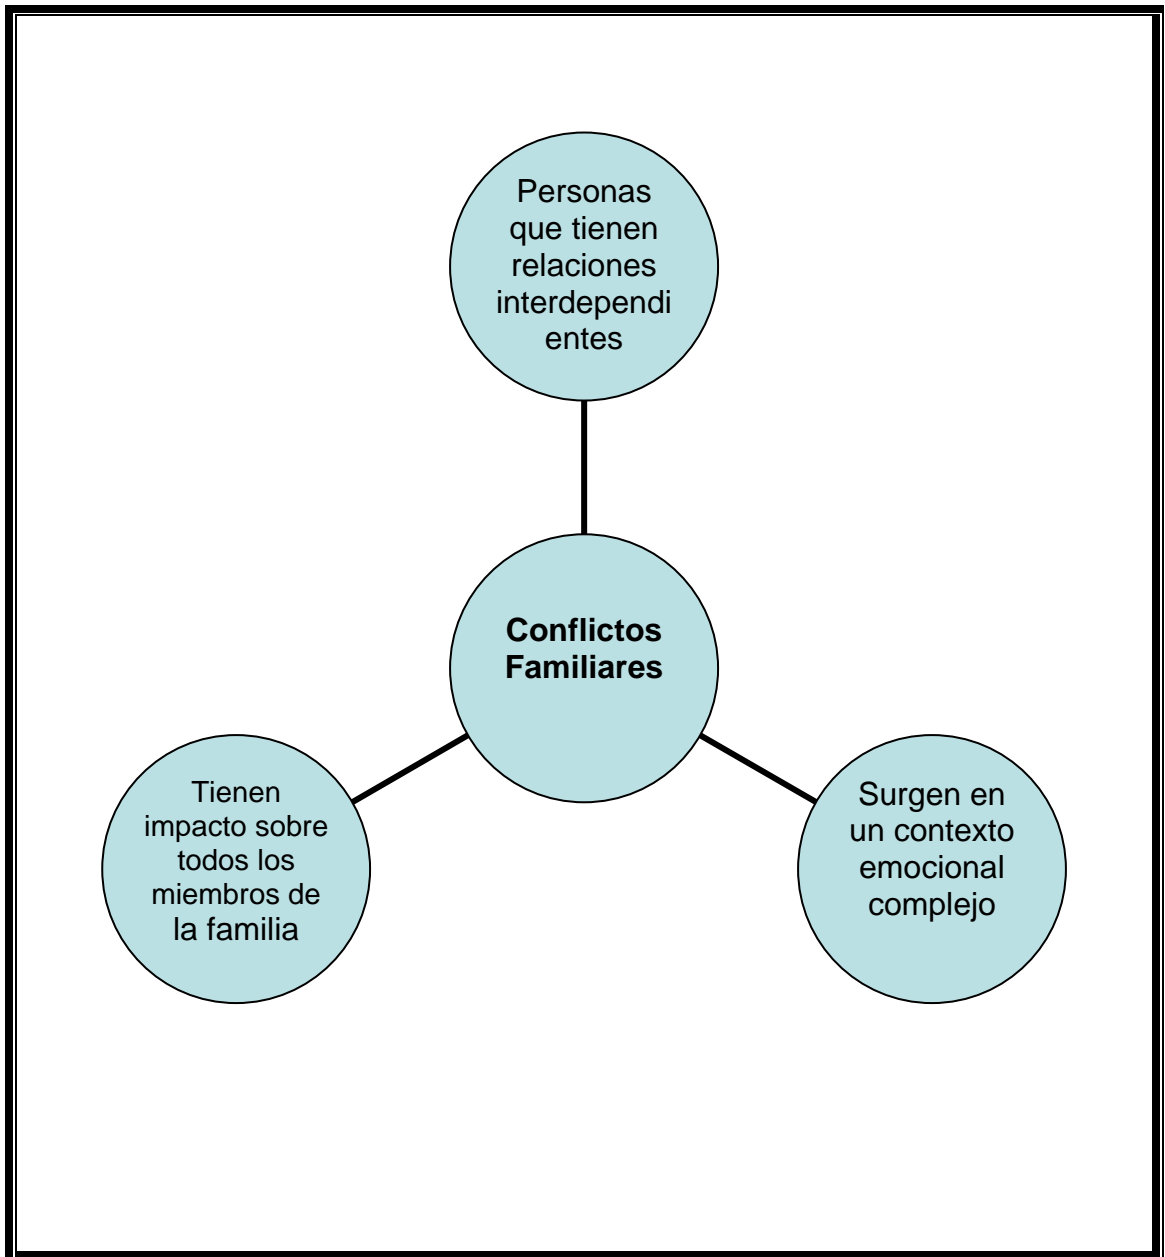 Personas
que tienen
relaciones
interdependi
entes
Conflictos
Familiares
Tienen
impacto sobre
todos los
miembros de
la familia
Surgen en
un contexto
emocional
complejo